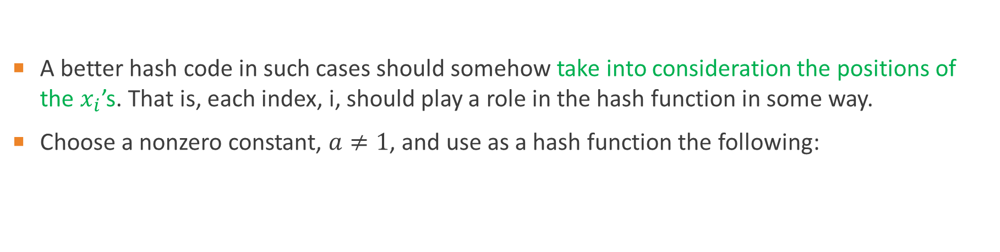 ▪ A better hash code in such cases should somehow take into consideration the positions of
the 𝑥ᵢ’s. That is, each index, i, should play a role in the hash function in some way.
▪ Choose a nonzero constant, 𝑎 ≠ 1, and use as a hash function the following: